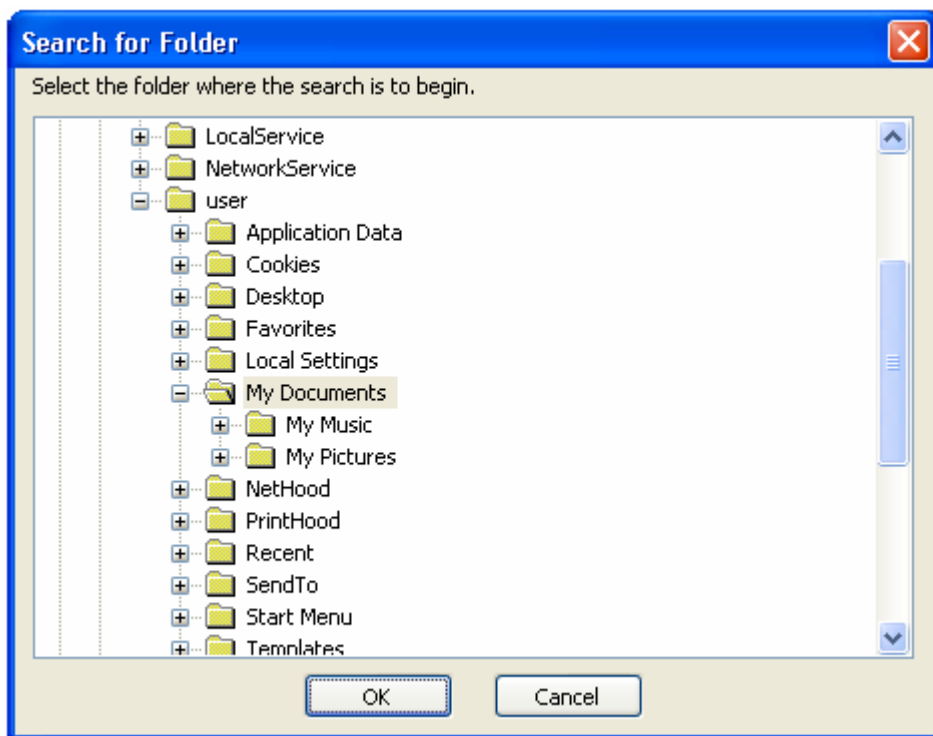 Search for Folder
Select the folder where the search is to begin.
LocalService
NetworkService
user
Application Data
Cookies
Desktop
Favorites
Local Settings
My Documents
My Music
My Pictures
NetHood
PrintHood
Recent
SendTo
Start Menu
Templates
OK Cancel